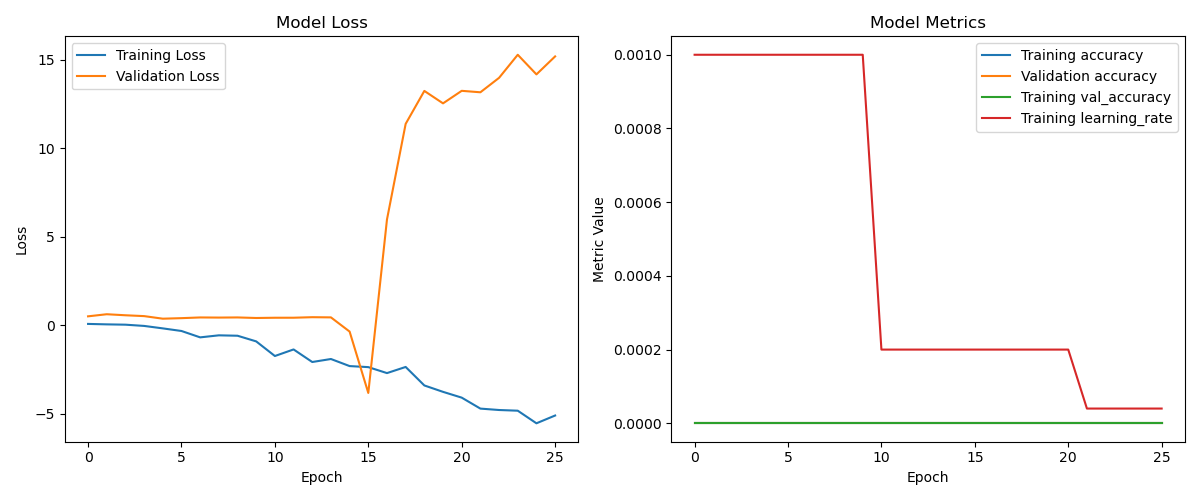 Model Loss
Training Loss
Validation Loss
15
10
5
0
−5
Loss
0
5
10
15
20
25
Epoch
Model Metrics
Training accuracy
Validation accuracy
Training val_accuracy
Training learning_rate
0.0010
0.0008
0.0006
0.0004
0.0002
0.0000
Metric Value
0
5
10
15
20
25
Epoch